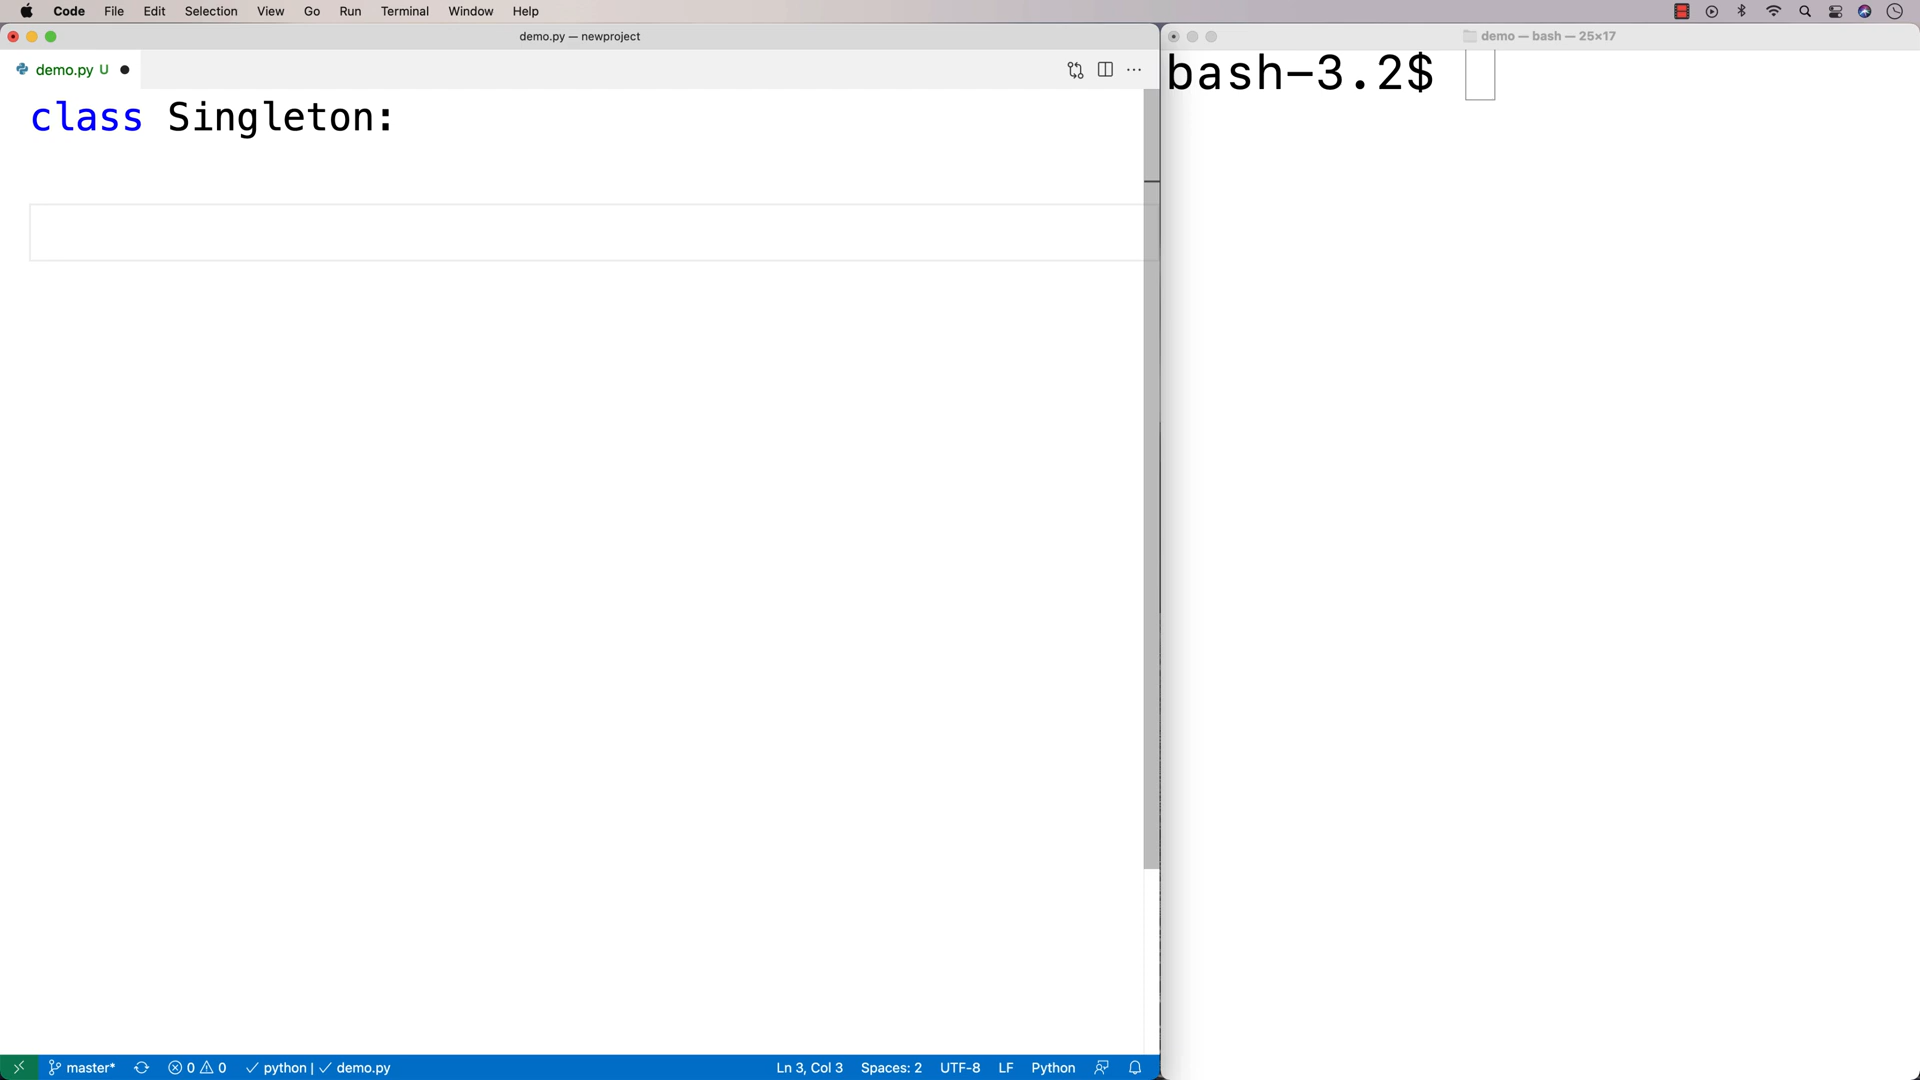 Code File Edit Selection View Go Run Terminal Window Help
demo.py — newproject
demo — bash — 25×17
demo.py U
bash-3.2$
class Singleton:
master* 0 0 python | demo.py Ln 3, Col 3 Spaces: 2 UTF-8 LF Python